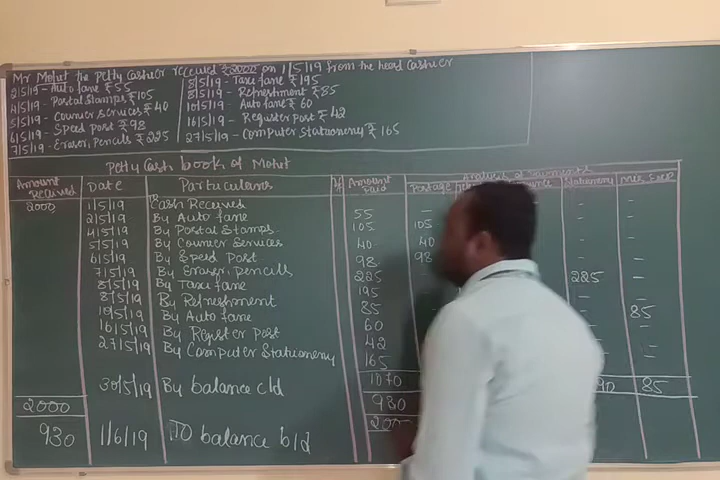 Mr Mohit the Petty Cashier received ₹2000 on 1/5/19 from the head Cashier
2/5/19 - Auto fare ₹55
4/5/19 - Postal Stamps ₹105
5/5/19 - Courier services ₹40
6/5/19 - Speed Post ₹98
7/5/19 - Eraser, Pencils ₹225
8/5/19 - Taxi fare ₹195
8/5/19 - Refreshment ₹85
10/5/19 - Auto fare ₹60
16/5/19 - Register Post ₹42
27/5/19 - Computer Stationery ₹165
Petty Cash book of Mohit
Amount Received Date Particulars Amount Paid Analysis of Payments
Postage Stationery
2000 1/5/19 To Cash Received
2/5/19 By Auto fare 55 - -
4/5/19 By Postal Stamps 105 105 - -
5/5/19 By Courier Services 40 40 - -
6/5/19 By Speed Post 98 98 -
7/5/19 By Eraser, Pencils 225 225 -
8/5/19 By Taxi fare 195 - -
8/5/19 By Refreshment 85 - 85
10/5/19 By Auto fare 60 - -
16/5/19 By Register Post 42 -
27/5/19 By Computer Stationery 165 -
1070 90 85
30/5/19 By balance c/d 930
2000 2000
930 1/6/19 To balance b/d